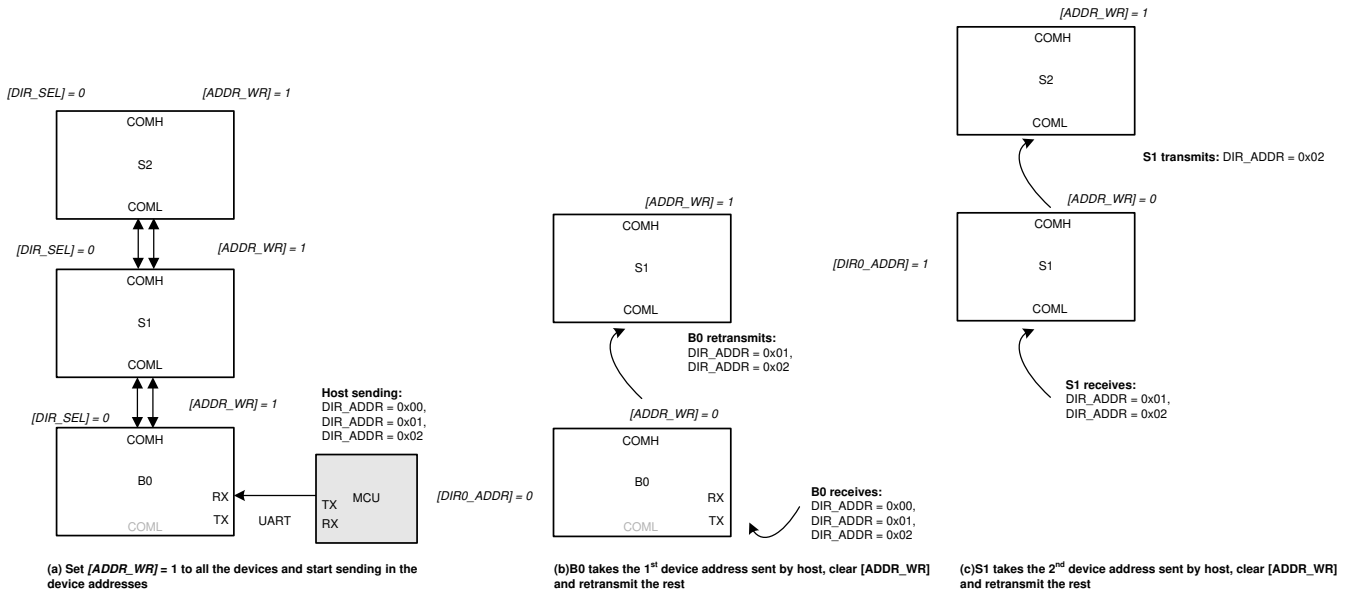 [DIR_SEL] = 0
[ADDR_WR] = 1
COMH
S2
COML
[DIR_SEL] = 0
[ADDR_WR] = 1
COMH
S1
COML
[DIR_SEL] = 0
[ADDR_WR] = 1
COMH
B0
RX
TX
COML
UART
Host sending:
DIR_ADDR = 0x00,
DIR_ADDR = 0x01,
DIR_ADDR = 0x02
MCU
TX
RX
(a) Set [ADDR_WR] = 1 to all the devices and start sending in the
device addresses
[ADDR_WR] = 1
COMH
S1
COML
B0 retransmits:
DIR_ADDR = 0x01,
DIR_ADDR = 0x02
[ADDR_WR] = 0
[DIR0_ADDR] = 0
COMH
B0
RX
TX
COML
B0 receives:
DIR_ADDR = 0x00,
DIR_ADDR = 0x01,
DIR_ADDR = 0x02
(b)B0 takes the 1st device address sent by host, clear [ADDR_WR]
and retransmit the rest
[ADDR_WR] = 1
COMH
S2
COML
S1 transmits: DIR_ADDR = 0x02
[ADDR_WR] = 0
[DIR0_ADDR] = 1
COMH
S1
COML
S1 receives:
DIR_ADDR = 0x01,
DIR_ADDR = 0x02
(c)S1 takes the 2nd device address sent by host, clear [ADDR_WR]
and retransmit the rest